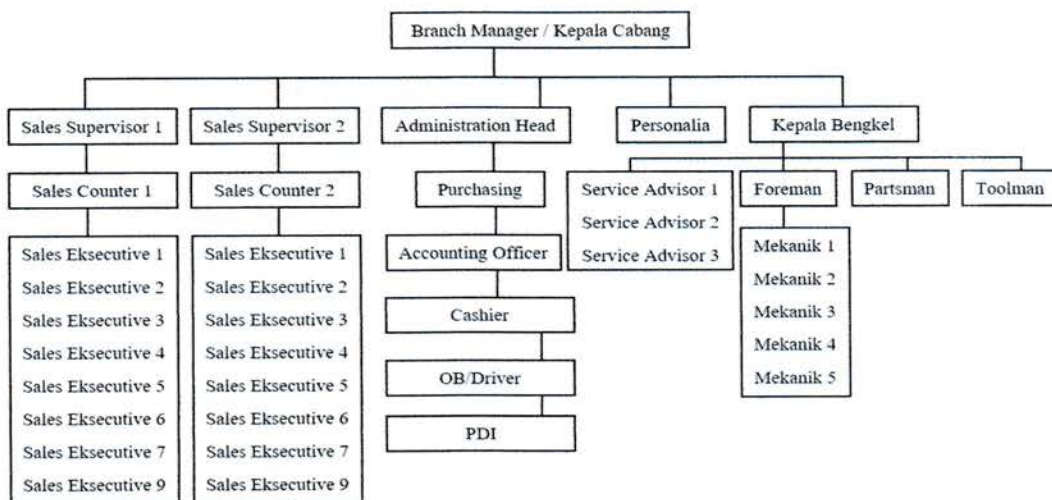 Branch Manager / Kepala Cabang
Sales Supervisor 1
Sales Supervisor 2
Administration Head
Personalia
Kepala Bengkel
Sales Counter 1
Sales Counter 2
Purchasing
Service Advisor 1
Service Advisor 2
Service Advisor 3
Foreman
Partsman
Toolman
Sales Eksecutive 1
Sales Eksecutive 2
Sales Eksecutive 3
Sales Eksecutive 4
Sales Eksecutive 5
Sales Eksecutive 6
Sales Eksecutive 7
Sales Eksecutive 9
Sales Eksecutive 1
Sales Eksecutive 2
Sales Eksecutive 3
Sales Eksecutive 4
Sales Eksecutive 5
Sales Eksecutive 6
Sales Eksecutive 7
Sales Eksecutive 9
Accounting Officer
Cashier
OB/Driver
PDI
Mekanik 1
Mekanik 2
Mekanik 3
Mekanik 4
Mekanik 5